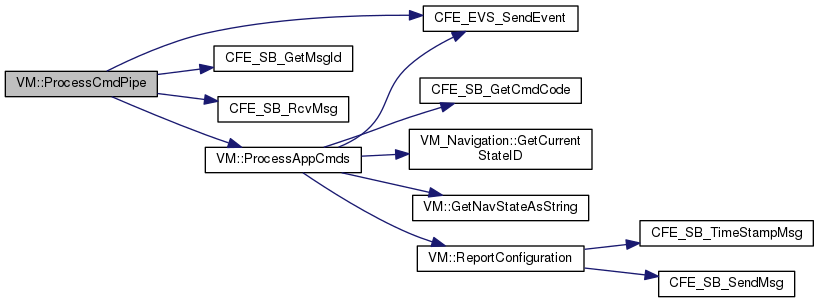 VM::ProcessCmdPipe
CFE_EVS_SendEvent
CFE_SB_GetMsgId
CFE_SB_RcvMsg
VM::ProcessAppCmds
CFE_SB_GetCmdCode
VM_Navigation::GetCurrent
StateID
VM::GetNavStateAsString
VM::ReportConfiguration
CFE_SB_TimeStampMsg
CFE_SB_SendMsg